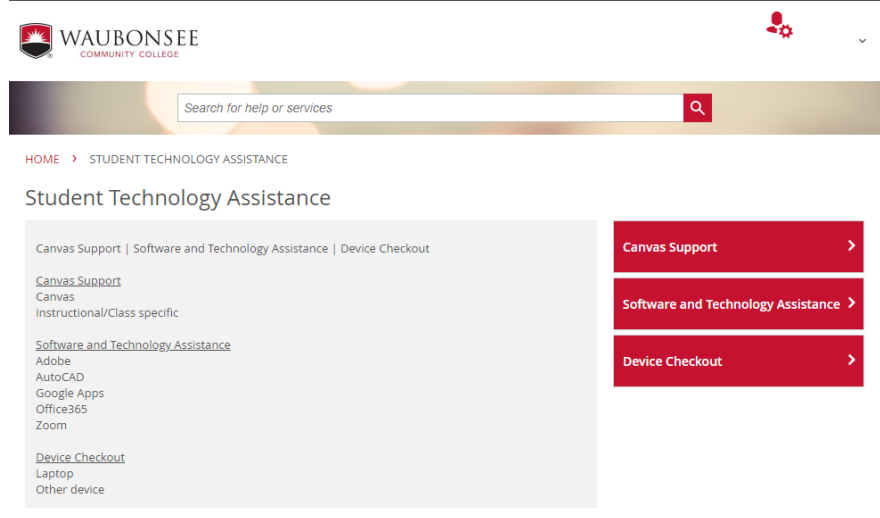 WAUBONSEE
COMMUNITY COLLEGE
Search for help or services
HOME > STUDENT TECHNOLOGY ASSISTANCE
Student Technology Assistance
Canvas Support | Software and Technology Assistance | Device Checkout
Canvas Support
Canvas
Instructional/Class specific
Software and Technology Assistance
Adobe
AutoCAD
Google Apps
Office365
Zoom
Device Checkout
Laptop
Other device
Canvas Support
Software and Technology Assistance
Device Checkout